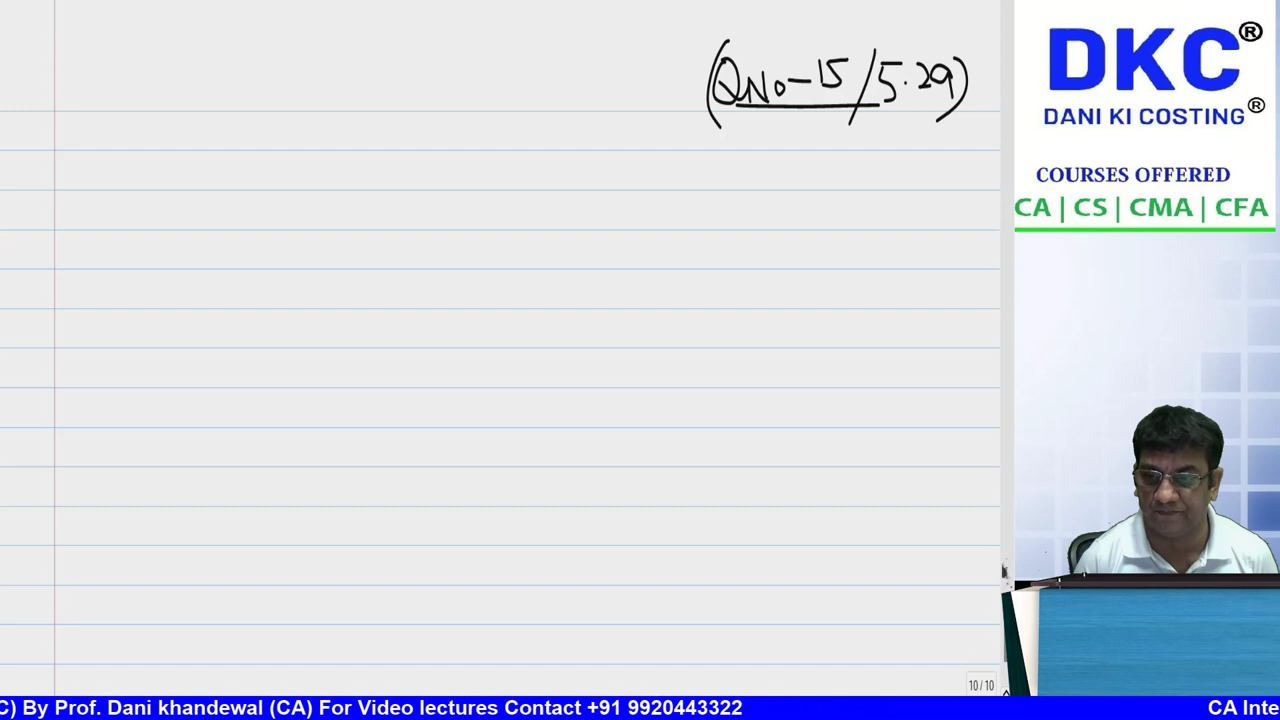 (QNo-15/5.29)
DKC®
DANI KI COSTING®
COURSES OFFERED
CA | CS | CMA | CFA
10/10
C) By Prof. Dani khandewal (CA) For Video lectures Contact +91 9920443322
CA Inte